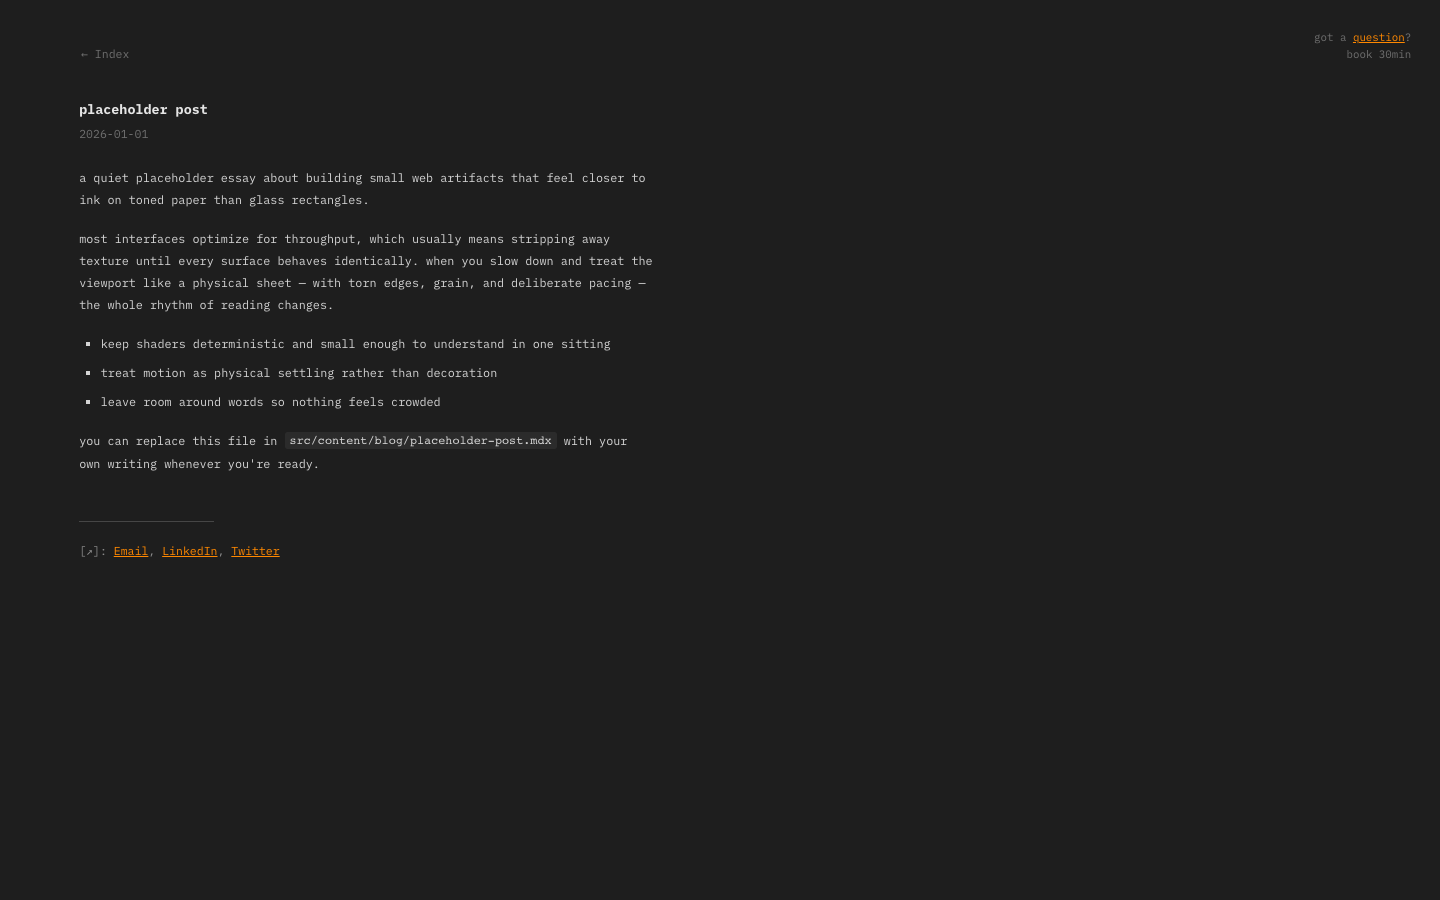 ← Index
got a question?
book 30min
placeholder post
2026-01-01
a quiet placeholder essay about building small web artifacts that feel closer to
ink on toned paper than glass rectangles.
most interfaces optimize for throughput, which usually means stripping away
texture until every surface behaves identically. when you slow down and treat the
viewport like a physical sheet — with torn edges, grain, and deliberate pacing —
the whole rhythm of reading changes.
▪ keep shaders deterministic and small enough to understand in one sitting
▪ treat motion as physical settling rather than decoration
▪ leave room around words so nothing feels crowded
you can replace this file in src/content/blog/placeholder-post.mdx with your
own writing whenever you're ready.
[↗]: Email, LinkedIn, Twitter